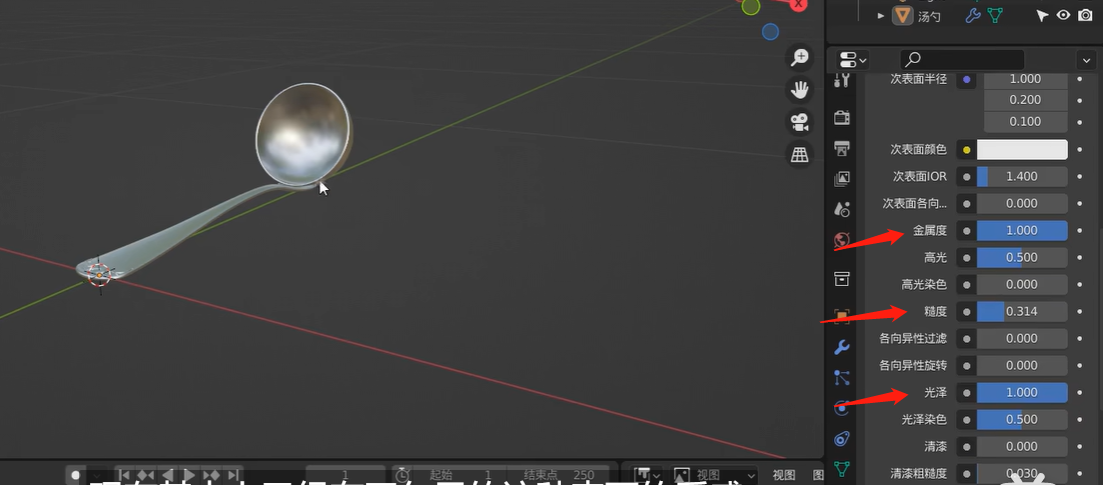 X
汤勺
次表面半径 1.000
0.200
0.100
次表面颜色
次表面IOR 1.400
次表面各向... 0.000
金属度 1.000
高光 0.500
高光染色 0.000
糙度 0.314
各向异性过滤 0.000
各向异性旋转 0.000
光泽 1.000
光泽染色 0.500
清漆 0.000
清漆粗糙度 0.030
1 起始 1 结束点 250 视图 视图